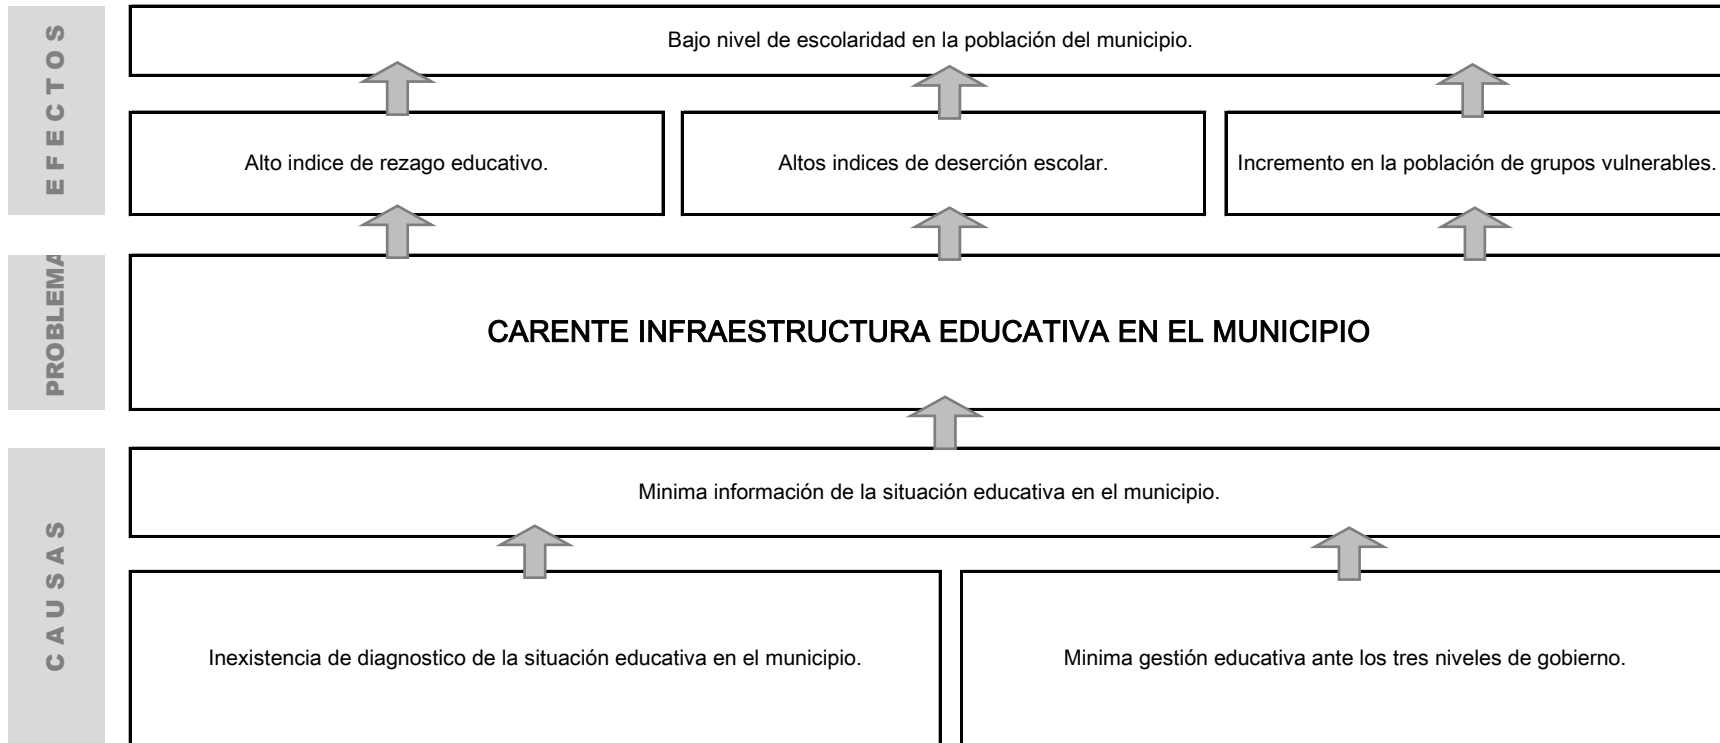 EFECTOS
Bajo nivel de escolaridad en la población del municipio.
Alto indice de rezago educativo.
Altos indices de deserción escolar.
Incremento en la población de grupos vulnerables.
PROBLEMA
CARENTE INFRAESTRUCTURA EDUCATIVA EN EL MUNICIPIO
CAUSAS
Minima información de la situación educativa en el municipio.
Inexistencia de diagnostico de la situación educativa en el municipio.
Minima gestión educativa ante los tres niveles de gobierno.